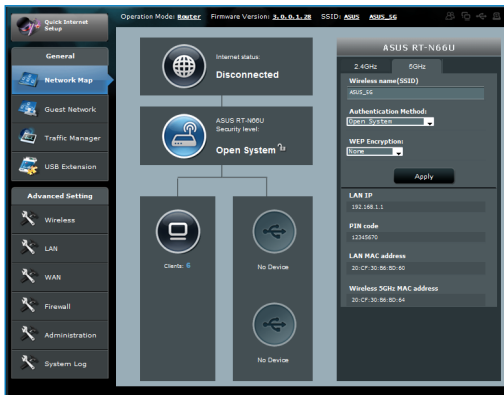 Quick Internet
Setup
Operation Mode: Router Firmware Version: 3.0.0.1.28 SSID: ASUS ASUS_5G
General
Network Map
Guest Network
Traffic Manager
USB Extension
Advanced Setting
Wireless
LAN
WAN
Firewall
Administration
System Log
Internet status:
Disconnected
ASUS RT-N66U
Security level:
Open System
Clients: 6
No Device
No Device
ASUS RT-N66U
2.4GHz 5GHz
Wireless name(SSID)
ASUS_5G
Authentication Method:
Open System
WEP Encryption:
None
Apply
LAN IP
192.168.1.1
PIN code
12345670
LAN MAC address
20:CF:30:B6:BD:60
Wireless 5GHz MAC address
20:CF:30:B6:BD:64